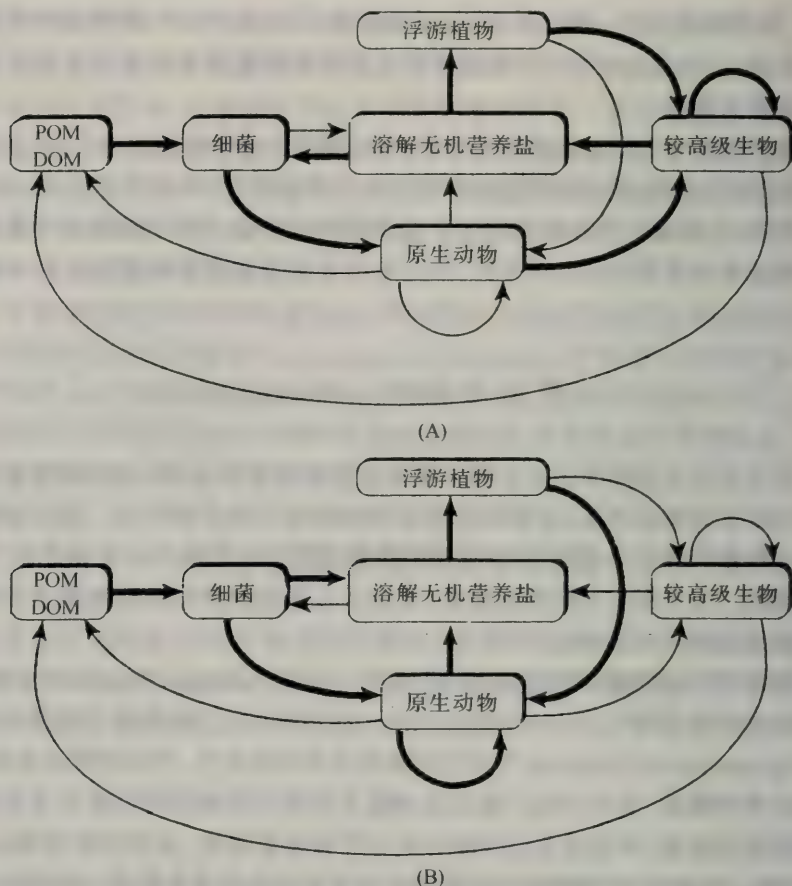 浮游植物
POM
DOM
细菌
溶解无机营养盐
较高级生物
原生动物
(A)
浮游植物
POM
DOM
细菌
溶解无机营养盐
较高级生物
原生动物
(B)